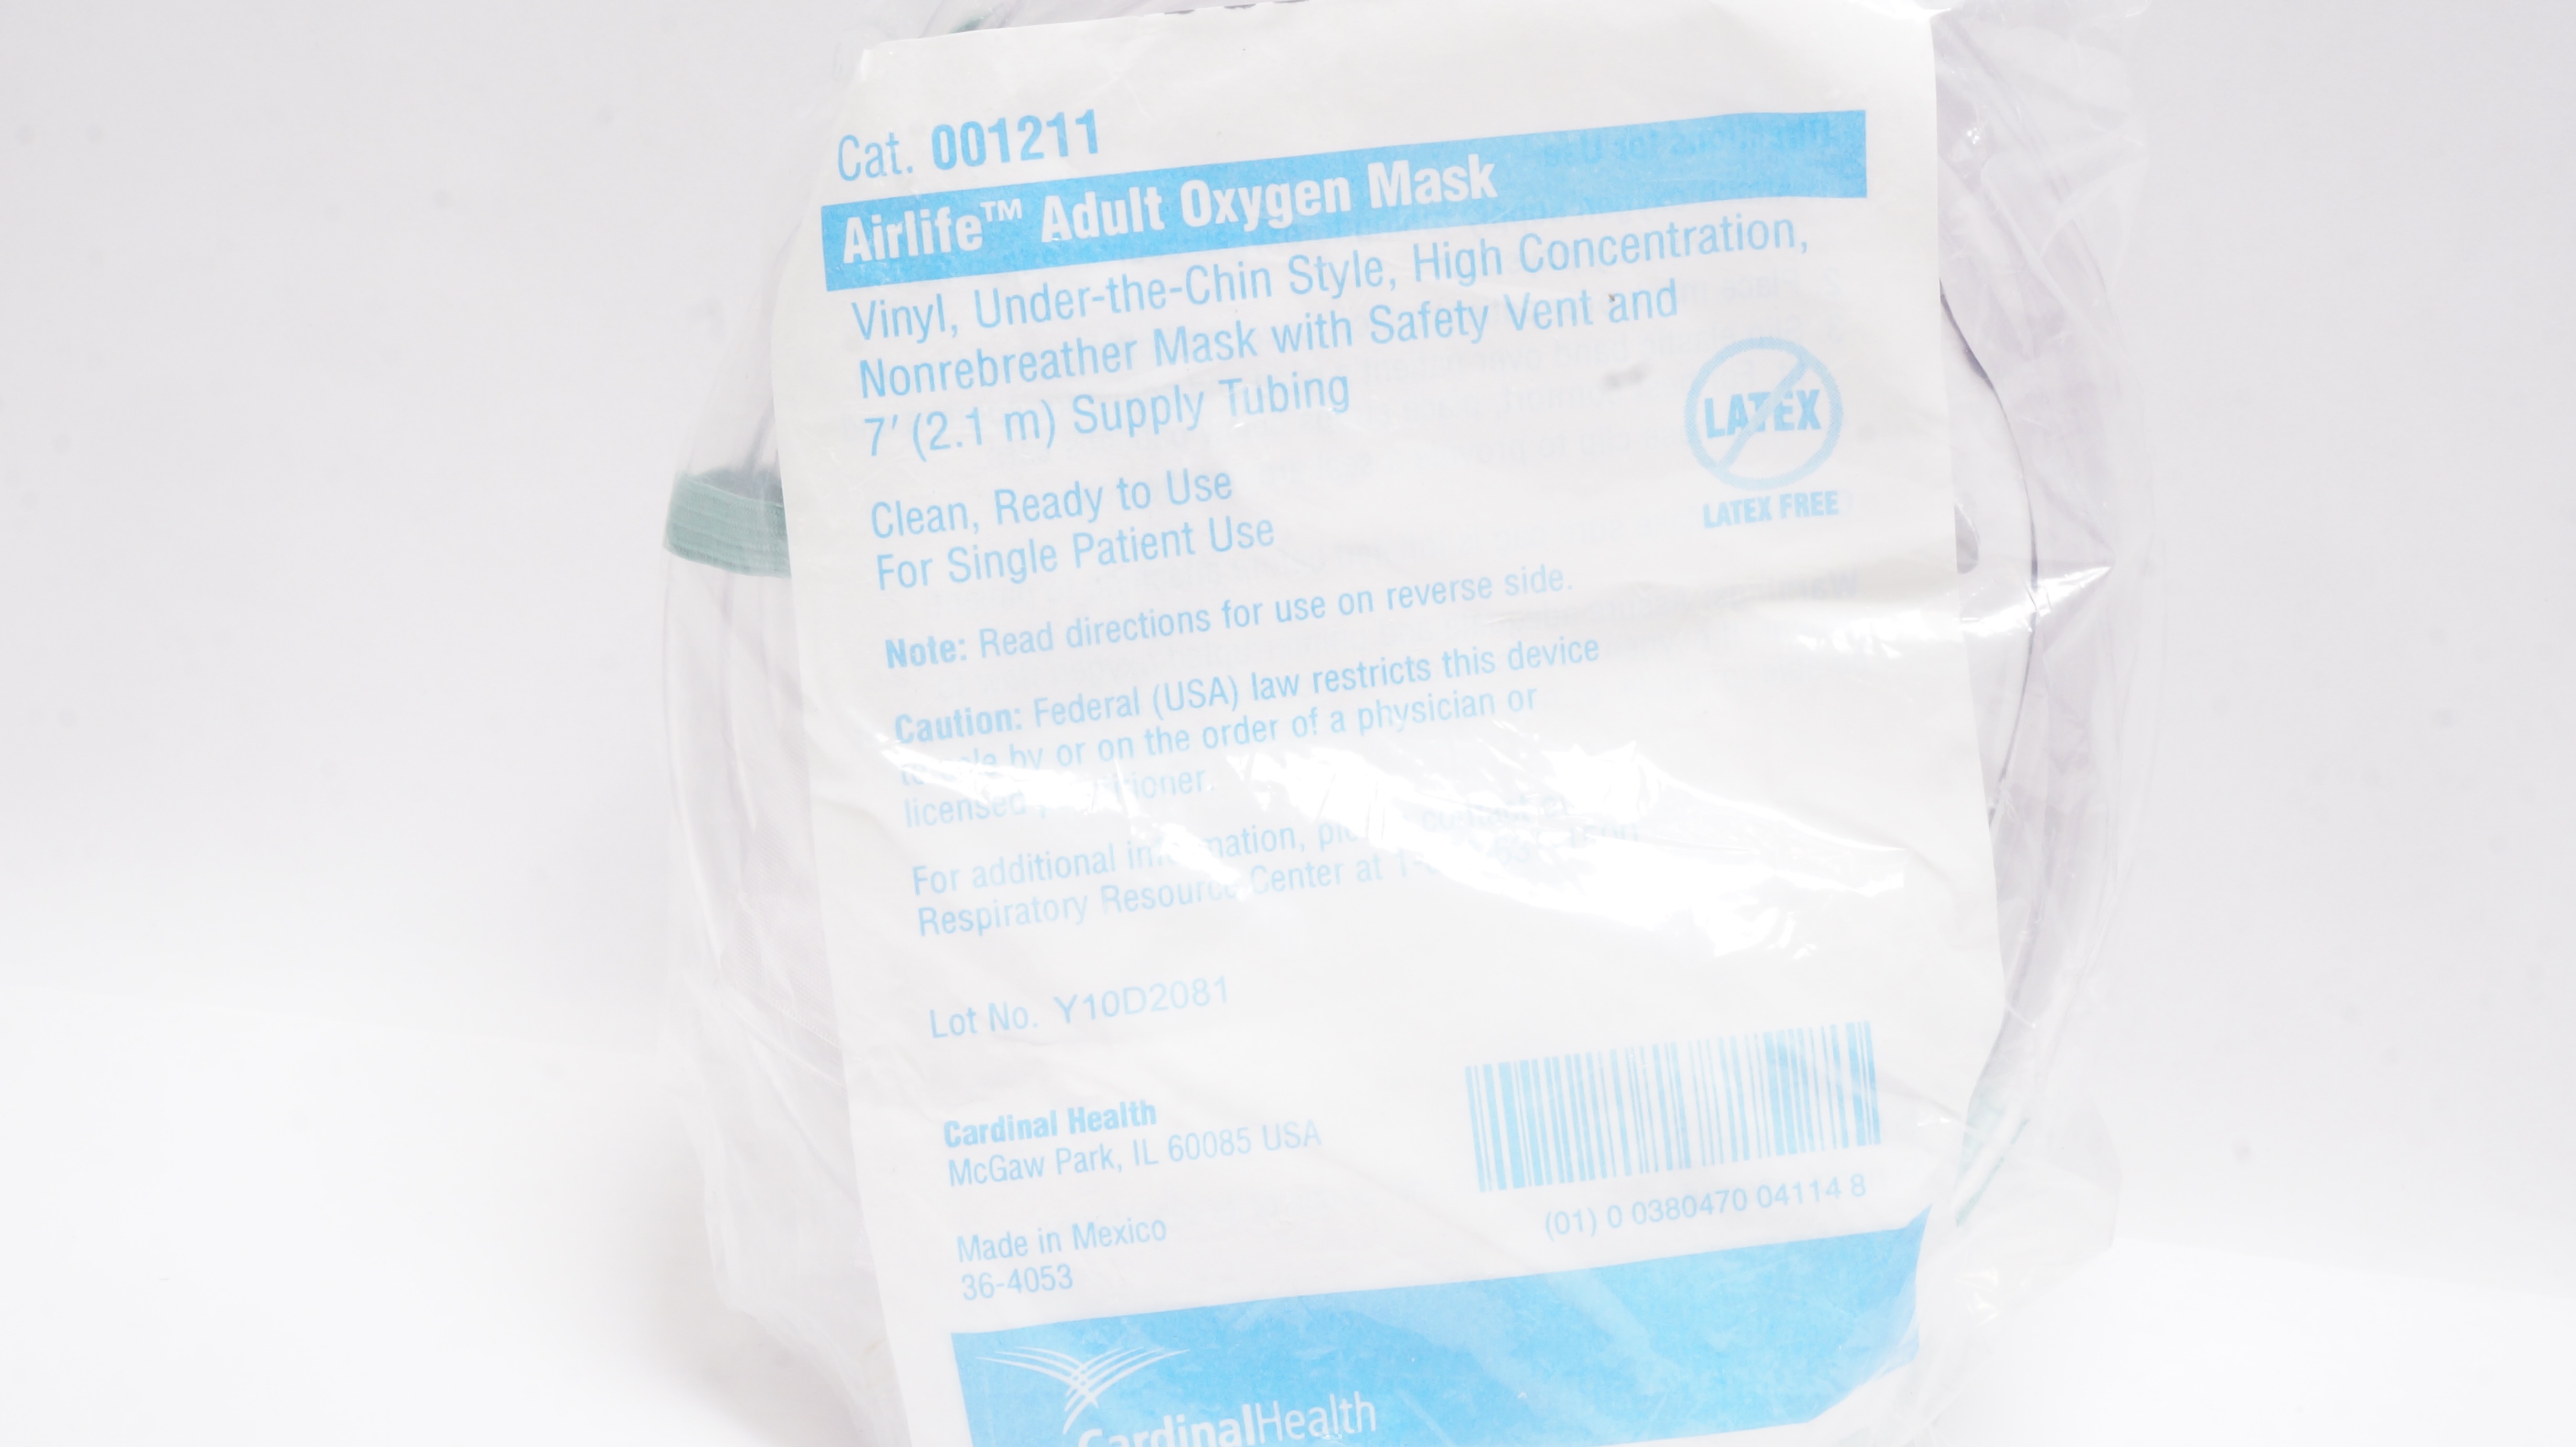 Cat. 001211
Airlife™ Adult Oxygen Mask
Vinyl, Under-the-Chin Style, High Concentration,
Nonrebreather Mask with Safety Vent and
7′ (2.1 m) Supply Tubing
LATEX
LATEX FREE
Clean, Ready to Use
For Single Patient Use
Note: Read directions for use on reverse side.
Caution: Federal (USA) law restricts this device
by or on the order of a physician or
licensed
For additional
Respiratory Resource Center at
Lot No. Y10D2081
Cardinal Health
McGaw Park, IL 60085 USA
(01) 0 0380470 04114 8
Made in Mexico
36-4053
CardinalHealth